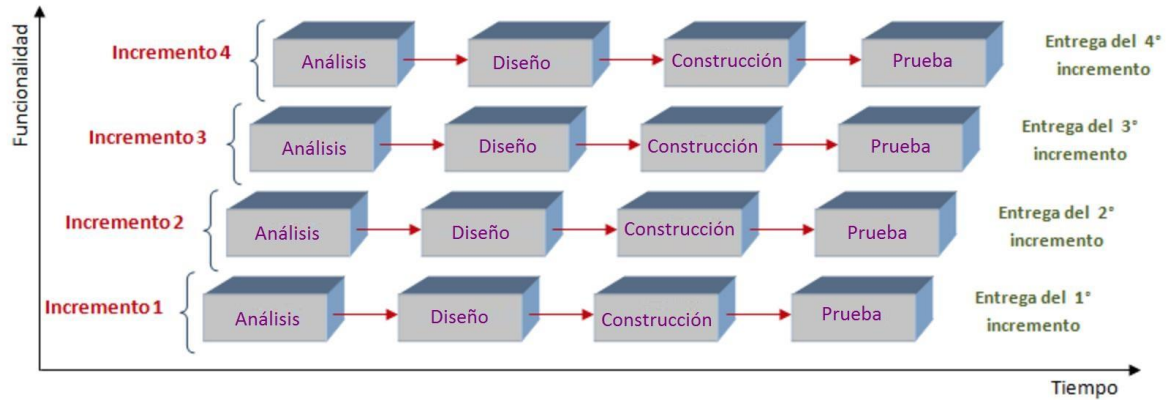 Funcionalidad
Incremento 4
Análisis
Diseño
Construcción
Prueba
Entrega del 4°
incremento
Incremento 3
Análisis
Diseño
Construcción
Prueba
Entrega del 3°
incremento
Incremento 2
Análisis
Diseño
Construcción
Prueba
Entrega del 2°
incremento
Incremento 1
Análisis
Diseño
Construcción
Prueba
Entrega del 1°
incremento
Tiempo